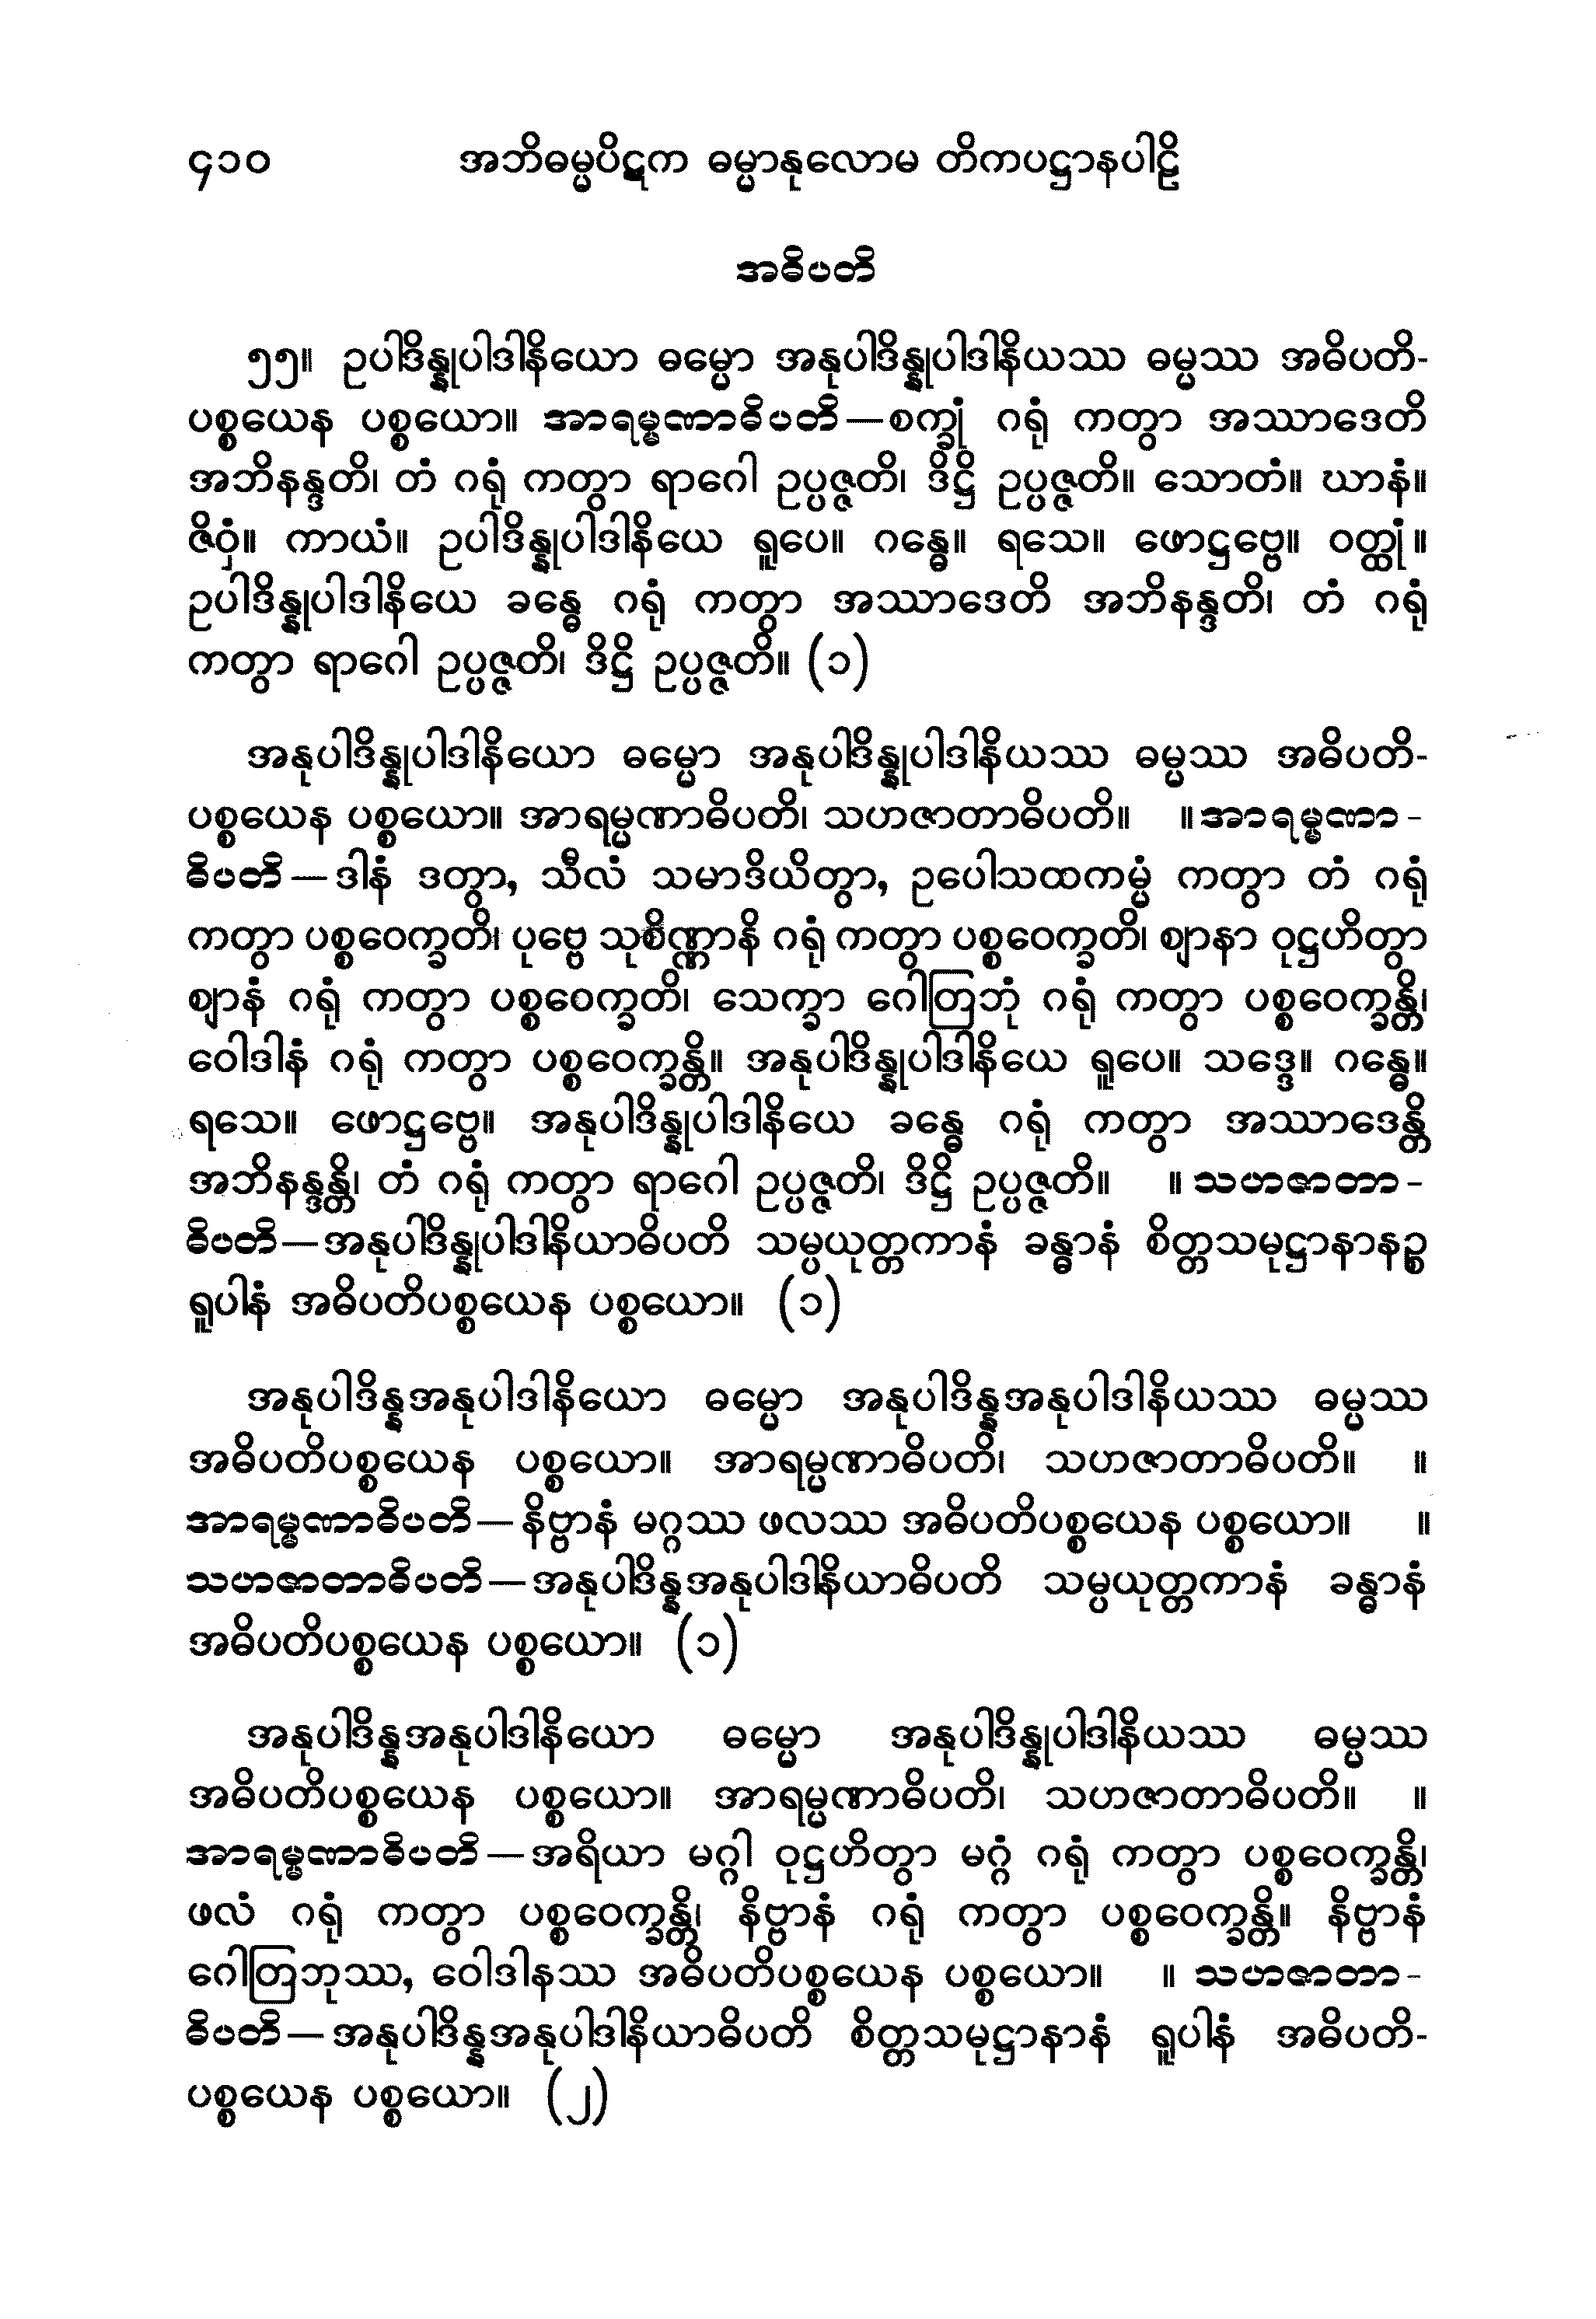 ၄၁၀ အဘိဓမ္မပိဋက ဓမ္မာနုလောမ တိကပဋ္ဌာနပါဠိ
အဓိပတိ
၅၅။ ဥပါဒိန္နုပါဒါနိယော ဓမ္မော အနုပါဒိန္နုပါဒါနိယဿ ဓမ္မဿ အဓိပတိ-
ပစ္စယေန ပစ္စယော။ အာရမ္မဏာဓိပတိ—စက္ခုံ ဂရုံ ကတွာ အဿာဒေတိ
အဘိနန္ဒတိ၊ တံ ဂရုံ ကတွာ ရာဂေါ ဥပ္ပဇ္ဇတိ၊ ဒိဋ္ဌိ ဥပ္ပဇ္ဇတိ။ သောတံ။ ဃာနံ။
ဇိဝှံ။ ကာယံ။ ဥပါဒိန္နုပါဒါနိယေ ရူပေ။ ဂန္ဓေ။ ရသေ။ ဖောဋ္ဌဗ္ဗေ။ ဝတ္ထုံ။
ဥပါဒိန္နုပါဒါနိယေ ခန္ဓေ ဂရုံ ကတွာ အဿာဒေတိ အဘိနန္ဒတိ၊ တံ ဂရုံ
ကတွာ ရာဂေါ ဥပ္ပဇ္ဇတိ၊ ဒိဋ္ဌိ ဥပ္ပဇ္ဇတိ။ (၁)
အနုပါဒိန္နုပါဒါနိယော ဓမ္မော အနုပါဒိန္နုပါဒါနိယဿ ဓမ္မဿ အဓိပတိ-
ပစ္စယေန ပစ္စယော။ အာရမ္မဏာဓိပတိ၊ သဟဇာတာဓိပတိ။ ။အာရမ္မဏာ-
ဓိပတိ—ဒါနံ ဒတွာ, သီလံ သမာဒိယိတွာ, ဥပေါသထကမ္မံ ကတွာ တံ ဂရုံ
ကတွာ ပစ္စဝေက္ခတိ၊ ပုဗ္ဗေ သုစိဏ္ဏာနိ ဂရုံ ကတွာ ပစ္စဝေက္ခတိ၊ ဈာနာ ဝုဋ္ဌဟိတွာ
ဈာနံ ဂရုံ ကတွာ ပစ္စဝေက္ခတိ၊ သေက္ခာ ဂေါတြဘုံ ဂရုံ ကတွာ ပစ္စဝေက္ခန္တိ၊
ဝေါဒါနံ ဂရုံ ကတွာ ပစ္စဝေက္ခန္တိ။ အနုပါဒိန္နုပါဒါနိယေ ရူပေ။ သဒ္ဒေ။ ဂန္ဓေ။
ရသေ။ ဖောဋ္ဌဗ္ဗေ။ အနုပါဒိန္နုပါဒါနိယေ ခန္ဓေ ဂရုံ ကတွာ အဿာဒေန္တိ
အဘိနန္ဒန္တိ၊ တံ ဂရုံ ကတွာ ရာဂေါ ဥပ္ပဇ္ဇတိ၊ ဒိဋ္ဌိ ဥပ္ပဇ္ဇတိ။ ။သဟဇာတာ-
ဓိပတိ—အနုပါဒိန္နုပါဒါနိယာဓိပတိ သမ္ပယုတ္တကာနံ ခန္ဓာနံ စိတ္တသမုဋ္ဌာနာနဉ္စ
ရူပါနံ အဓိပတိပစ္စယေန ပစ္စယော။ (၁)
အနုပါဒိန္နအနုပါဒါနိယော ဓမ္မော အနုပါဒိန္နအနုပါဒါနိယဿ ဓမ္မဿ
အဓိပတိပစ္စယေန ပစ္စယော။ အာရမ္မဏာဓိပတိ၊ သဟဇာတာဓိပတိ။ ။
အာရမ္မဏာဓိပတိ—နိဗ္ဗာနံ မဂ္ဂဿ ဖလဿ အဓိပတိပစ္စယေန ပစ္စယော။ ။
သဟဇာတာဓိပတိ—အနုပါဒိန္နအနုပါဒါနိယာဓိပတိ သမ္ပယုတ္တကာနံ ခန္ဓာနံ
အဓိပတိပစ္စယေန ပစ္စယော။ (၁)
အနုပါဒိန္နအနုပါဒါနိယော ဓမ္မော အနုပါဒိန္နုပါဒါနိယဿ ဓမ္မဿ
အဓိပတိပစ္စယေန ပစ္စယော။ အာရမ္မဏာဓိပတိ၊ သဟဇာတာဓိပတိ။ ။
အာရမ္မဏာဓိပတိ—အရိယာ မဂ္ဂါ ဝုဋ္ဌဟိတွာ မဂ္ဂံ ဂရုံ ကတွာ ပစ္စဝေက္ခန္တိ၊
ဖလံ ဂရုံ ကတွာ ပစ္စဝေက္ခန္တိ၊ နိဗ္ဗာနံ ဂရုံ ကတွာ ပစ္စဝေက္ခန္တိ။ နိဗ္ဗာနံ
ဂေါတြဘုဿ, ဝေါဒါနဿ အဓိပတိပစ္စယေန ပစ္စယော။ ။သဟဇာတာ-
ဓိပတိ—အနုပါဒိန္နအနုပါဒါနိယာဓိပတိ စိတ္တသမုဋ္ဌာနာနံ ရူပါနံ အဓိပတိ-
ပစ္စယေန ပစ္စယော။ (၂)